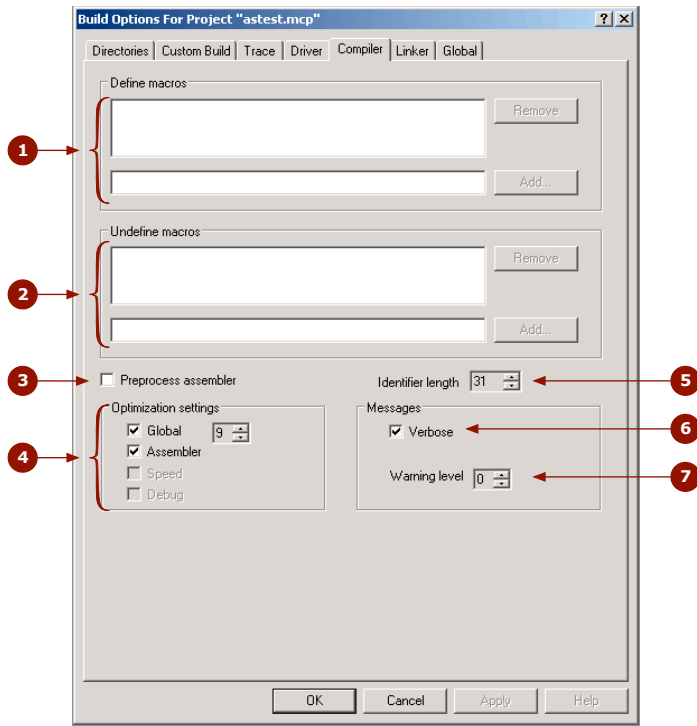 Build Options For Project "astest.mcp"
Directories Custom Build Trace Driver Compiler Linker Global
Define macros
Remove
1
Add...
Undefine macros
Remove
2
Add...
3 Preprocess assembler Identifier length 31 5
Optimization settings Messages
Global 9 Verbose 6
4 Assembler
Speed Warning level 0 7
Debug
OK Cancel Apply Help